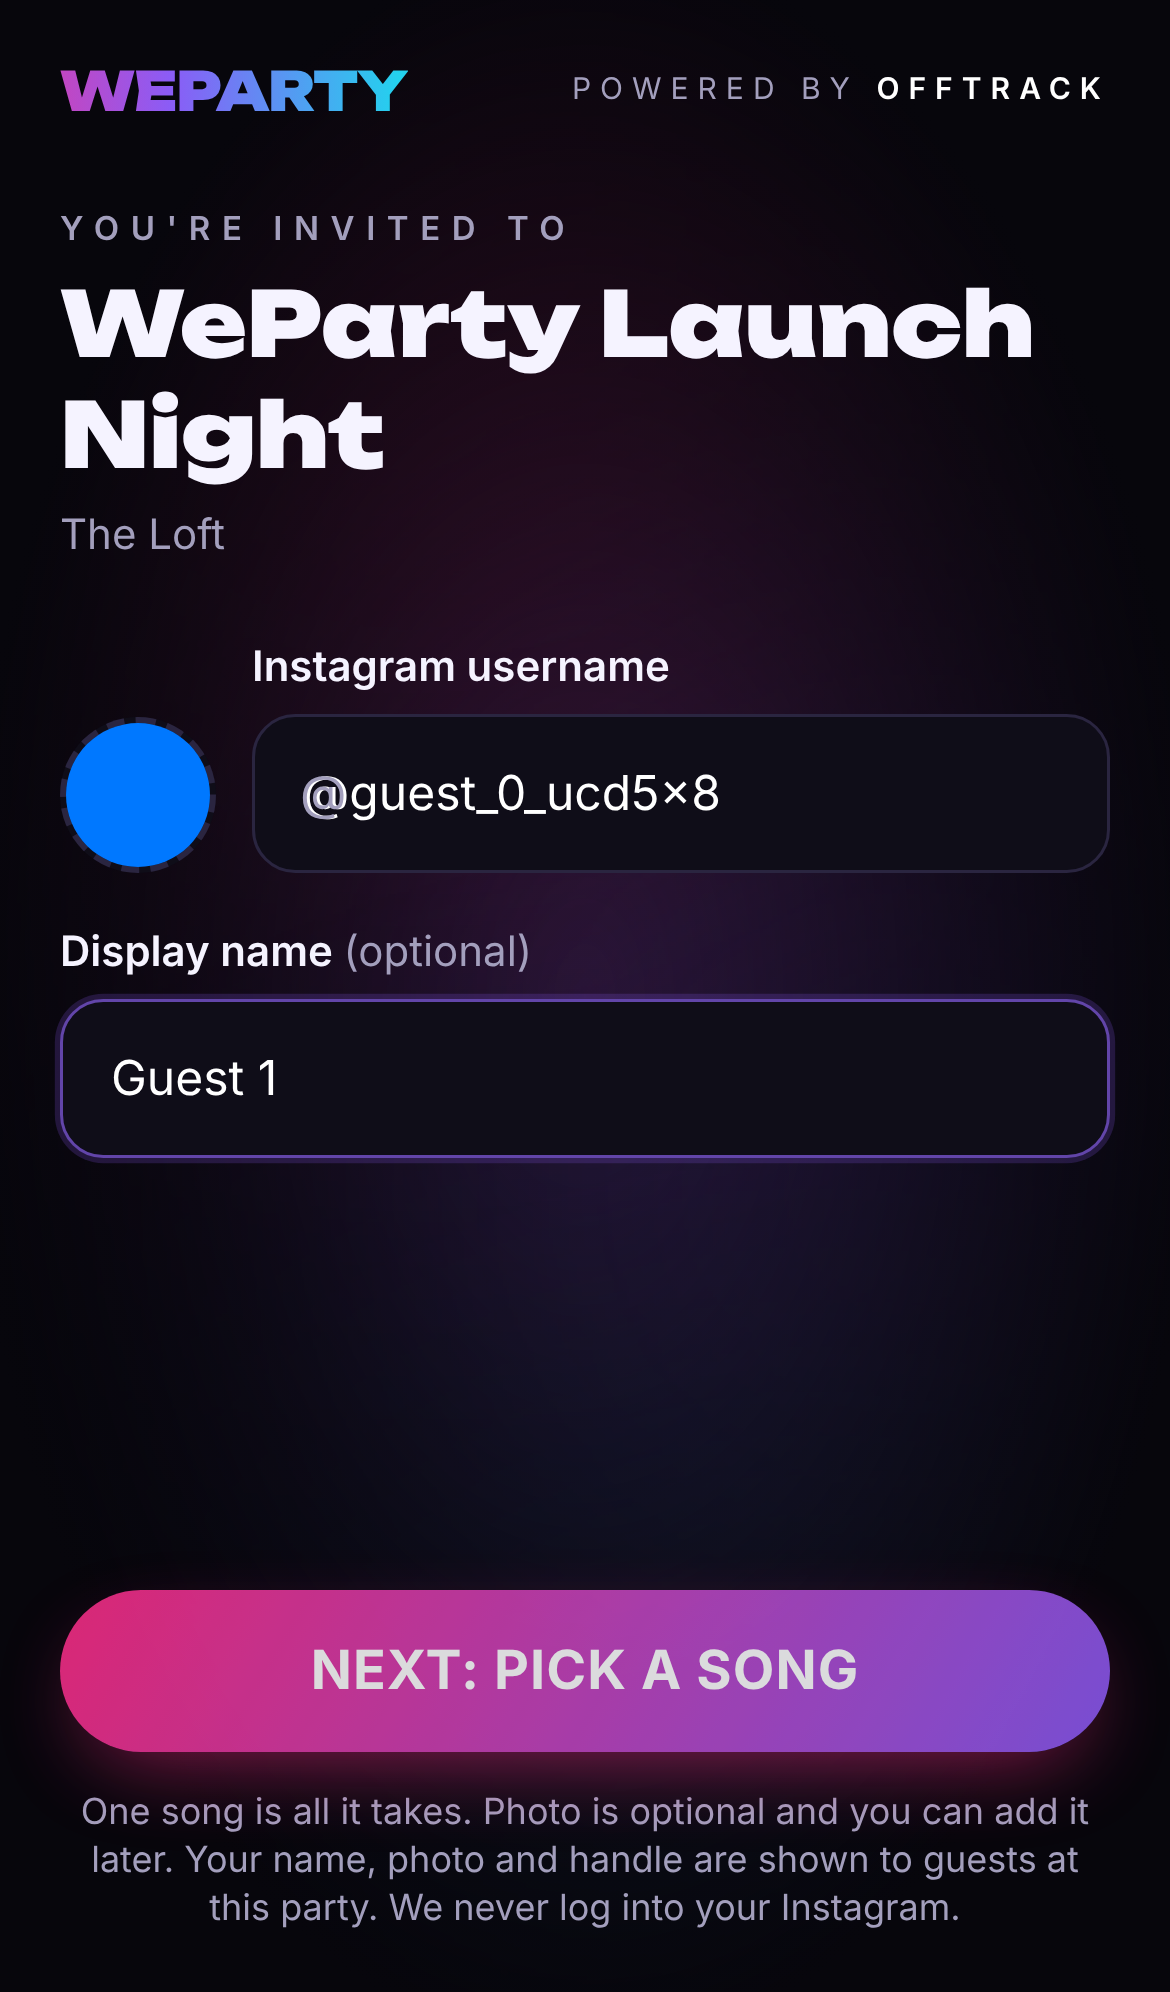 WEPARTY
POWERED BY OFFTRACK
YOU'RE INVITED TO
WeParty Launch
Night
The Loft
Instagram username
@guest_0_ucd5×8
Display name (optional)
Guest 1
NEXT: PICK A SONG
One song is all it takes. Photo is optional and you can add it
later. Your name, photo and handle are shown to guests at
this party. We never log into your Instagram.